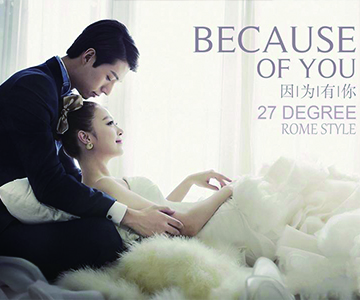 BECAUSE
OF YOU
因|为|有|你
27 DEGREE
ROME STYLE